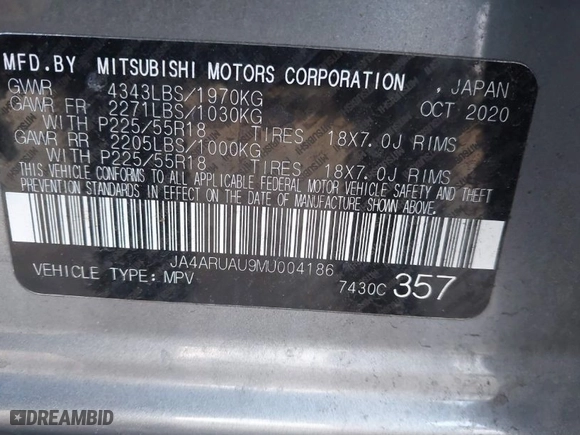 MFD.BY MITSUBISHI MOTORS CORPORATION , JAPAN
GVWR 4343LBS/1970KG OCT 2020
GAWR FR 2271LBS/1030KG
WITH P225/55R18 TIRES 18X7.0J RIMS
GAWR RR 2205LBS/1000KG
WITH P225/55R18 TIRES 18X7.0J RIMS
THIS VEHICLE CONFORMS TO ALL APPLICABLE FEDERAL MOTOR VEHICLE SAFETY AND THEFT
PREVENTION STANDARDS IN EFFECT ON THE DATE OF MANUFACTURE SHOWN ABOVE.
JA4ARUAU9MU004186
VEHICLE TYPE: MPV 7430C 357
DREAMBID